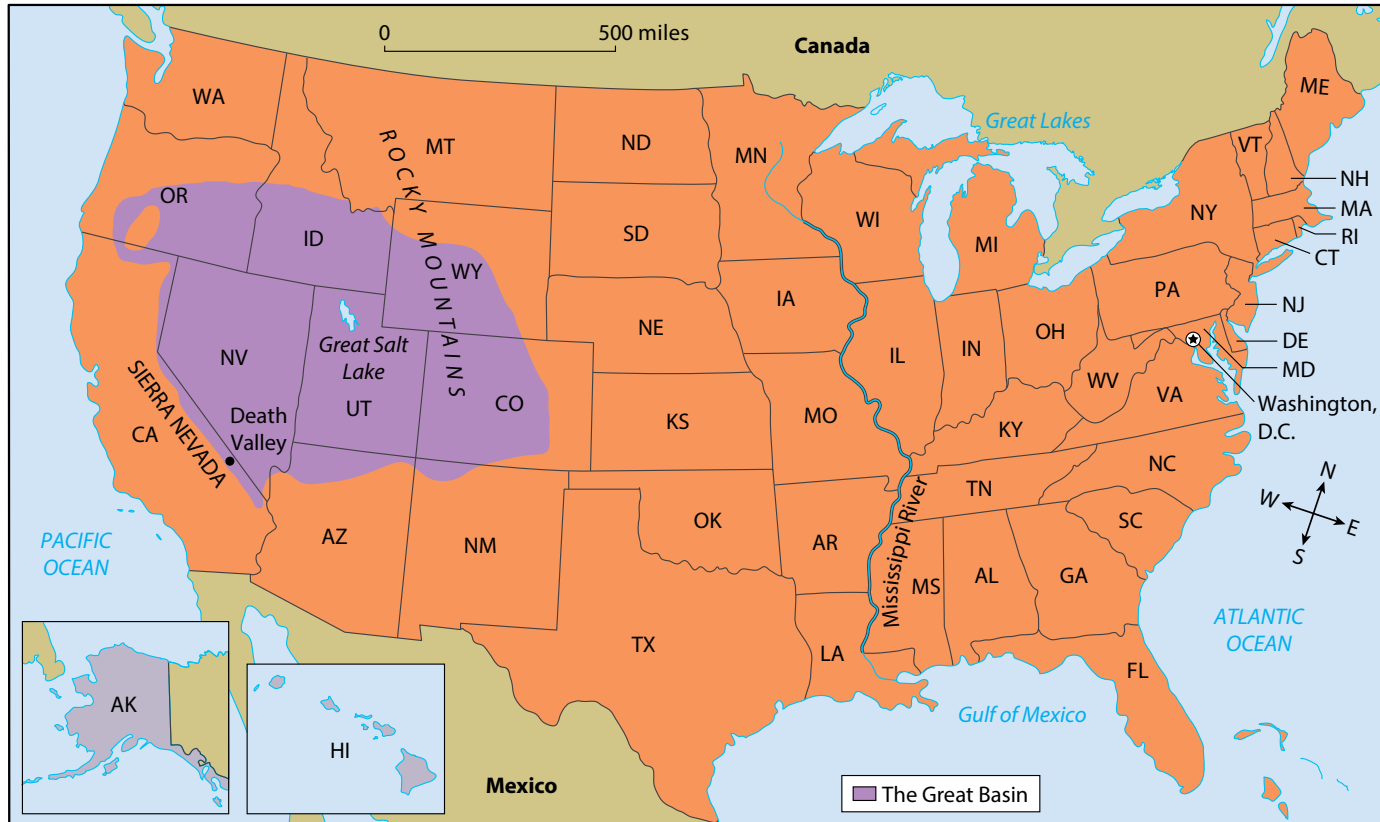 0 500 miles
Canada
WA
MT
ND
MN
Great Lakes
ME
VT
NH
MA
RI
CT
NY
WI
MI
OR
ID
WY
SD
ROCKY MOUNTAINS
IA
PA
NJ
DE
MD
Washington,
D.C.
NE
IL
IN
OH
WV
VA
NV
Great Salt
Lake
UT
CO
KS
MO
KY
SIERRA NEVADA
CA
Death
Valley
NC
TN
SC
N
W
E
S
AZ
NM
OK
AR
Mississippi River
MS
AL
GA
PACIFIC
OCEAN
ATLANTIC
OCEAN
TX
LA
FL
Gulf of Mexico
AK
HI
Mexico
The Great Basin